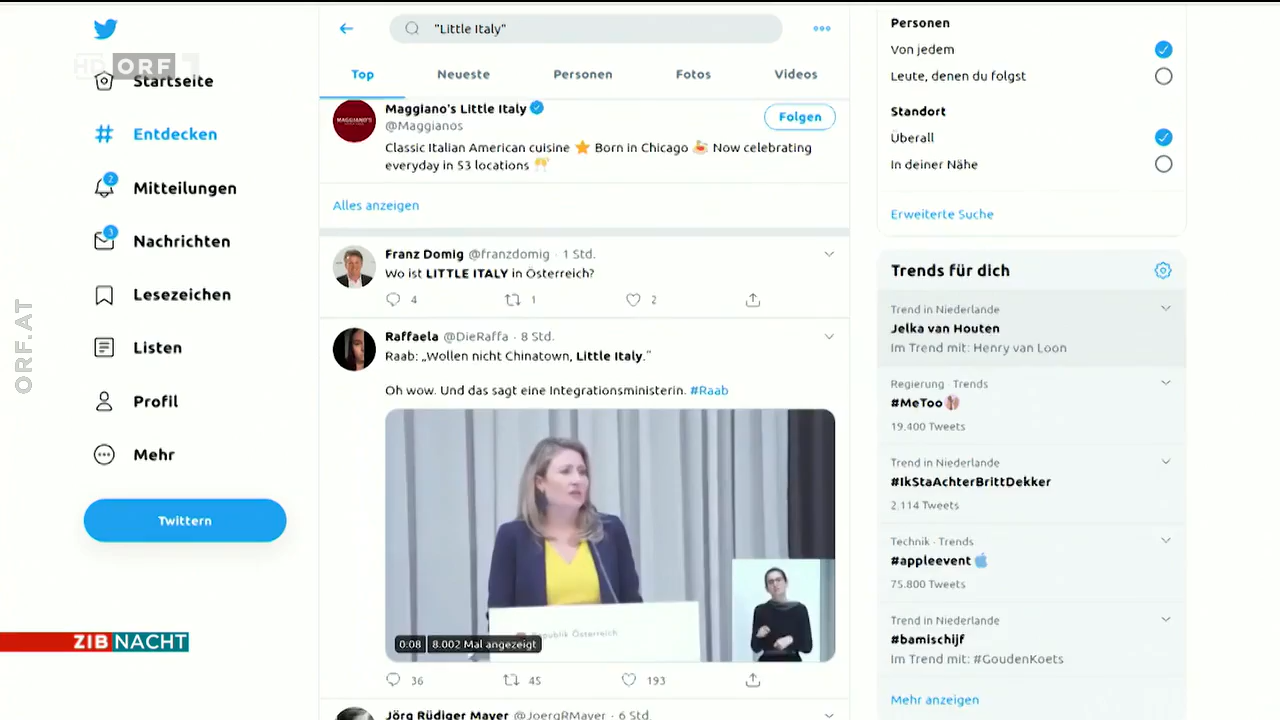 HD ORF 1
ORF.AT
Startseite
Entdecken
2
Mitteilungen
3
Nachrichten
Lesezeichen
Listen
Profil
Mehr
Twittern
ZIB NACHT
"Little Italy"
Top Neueste Personen Fotos Videos
MAGGIANO'S
Maggiano's Little Italy
@Maggianos
Folgen
Classic Italian American cuisine ⭐ Born in Chicago 🍝 Now celebrating
everyday in 53 locations 🥂
Alles anzeigen
Franz Domig @franzdomig · 1 Std.
Wo ist LITTLE ITALY in Österreich?
4 1 2
Raffaela @DieRaffa · 8 Std.
Raab: „Wollen nicht Chinatown, Little Italy.“
Oh wow. Und das sagt eine Integrationsministerin. #Raab
Republik Österreich
0:08 8.002 Mal angezeigt
36 45 193
Jörg Rüdiger Mayer @JoergRMayer · 6 Std.
Personen
Von jedem
Leute, denen du folgst
Standort
Überall
In deiner Nähe
Erweiterte Suche
Trends für dich
Trend in Niederlande
Jelka van Houten
Im Trend mit: Henry van Loon
Regierung · Trends
#MeToo
19.400 Tweets
Trend in Niederlande
#IkStaAchterBrittDekker
2.114 Tweets
Technik · Trends
#appleevent
75.800 Tweets
Trend in Niederlande
#bamischijf
Im Trend mit: #GoudenKoets
Mehr anzeigen